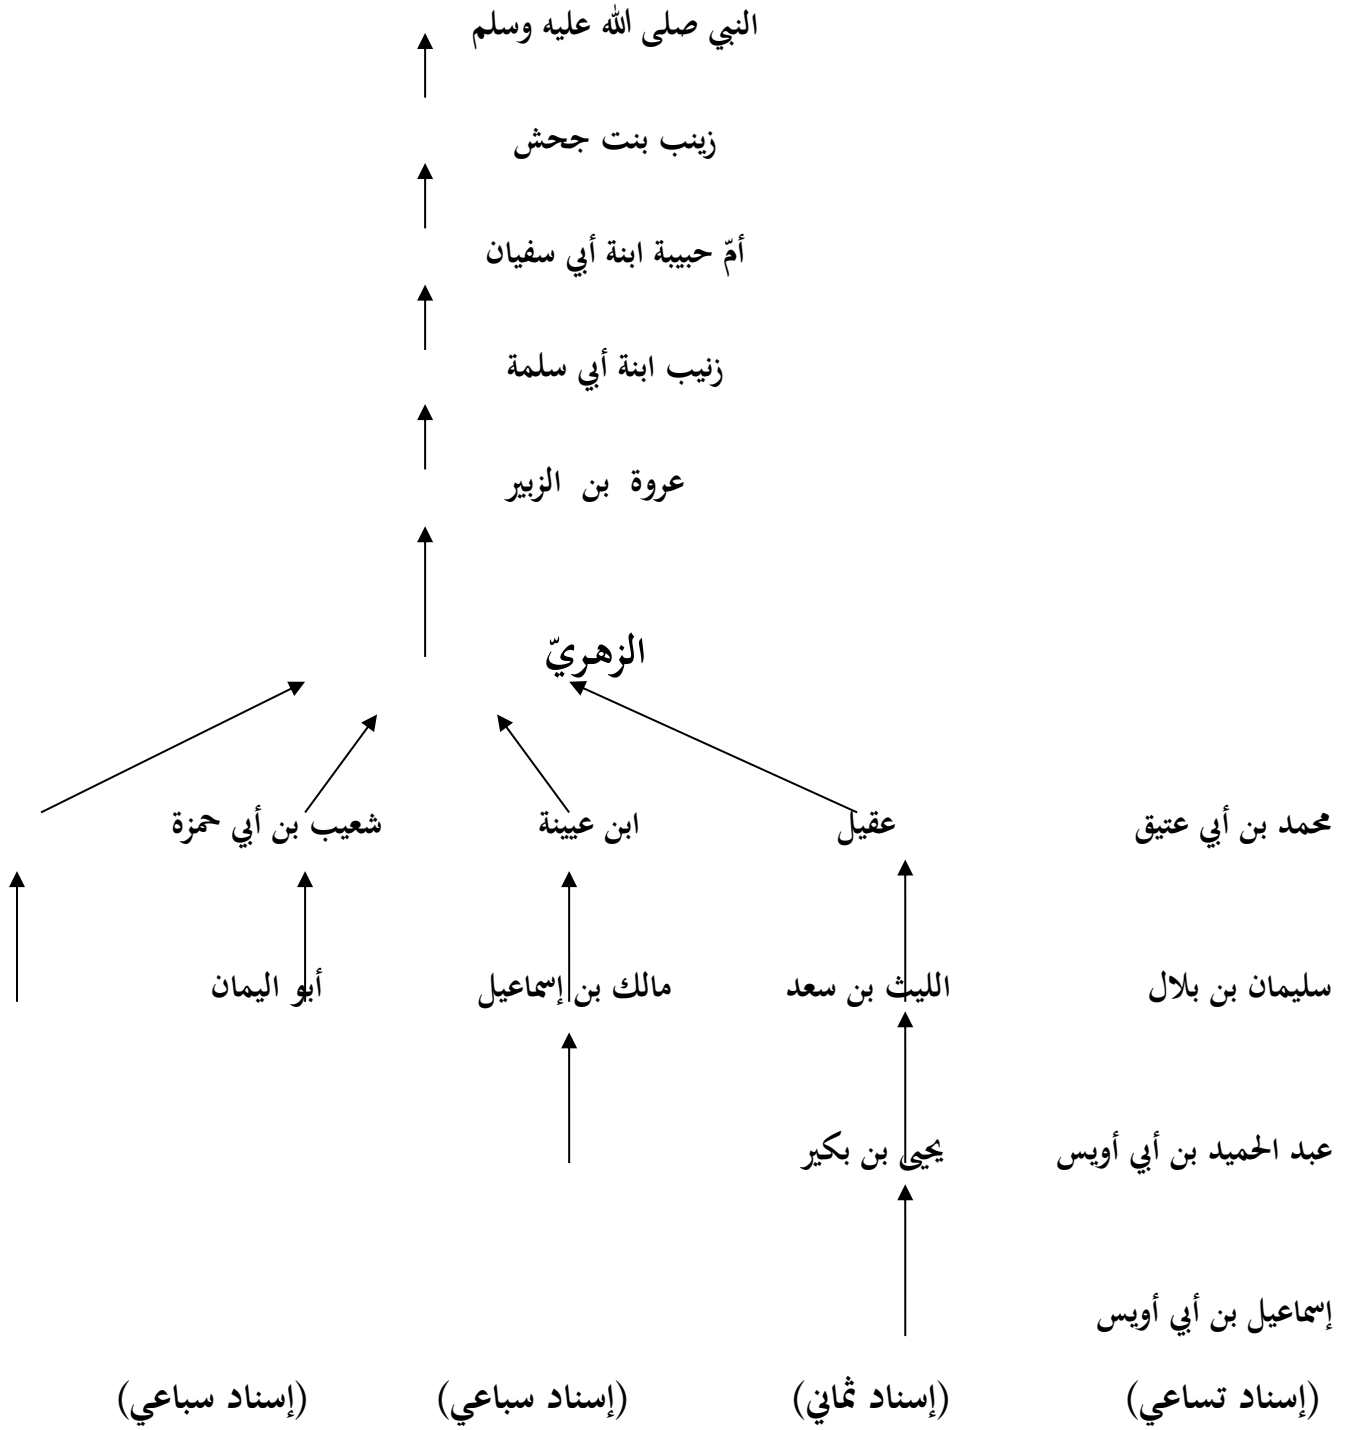 النبي صلى الله عليه وسلم
زينب بنت جحش
أمّ حبيبة ابنة أبي سفيان
زنيب ابنة أبي سلمة
عروة بن الزبير
الزهريّ
محمد بن أبي عتيق عقيل ابن عيينة شعيب بن أبي حمزة
سليمان بن بلال الليث بن سعد مالك بن إسماعيل أبو اليمان
عبد الحميد بن أبي أويس يحيى بن بكير
إسماعيل بن أبي أويس
(إسناد تساعي) (إسناد ثماني) (إسناد سباعي) (إسناد سباعي)